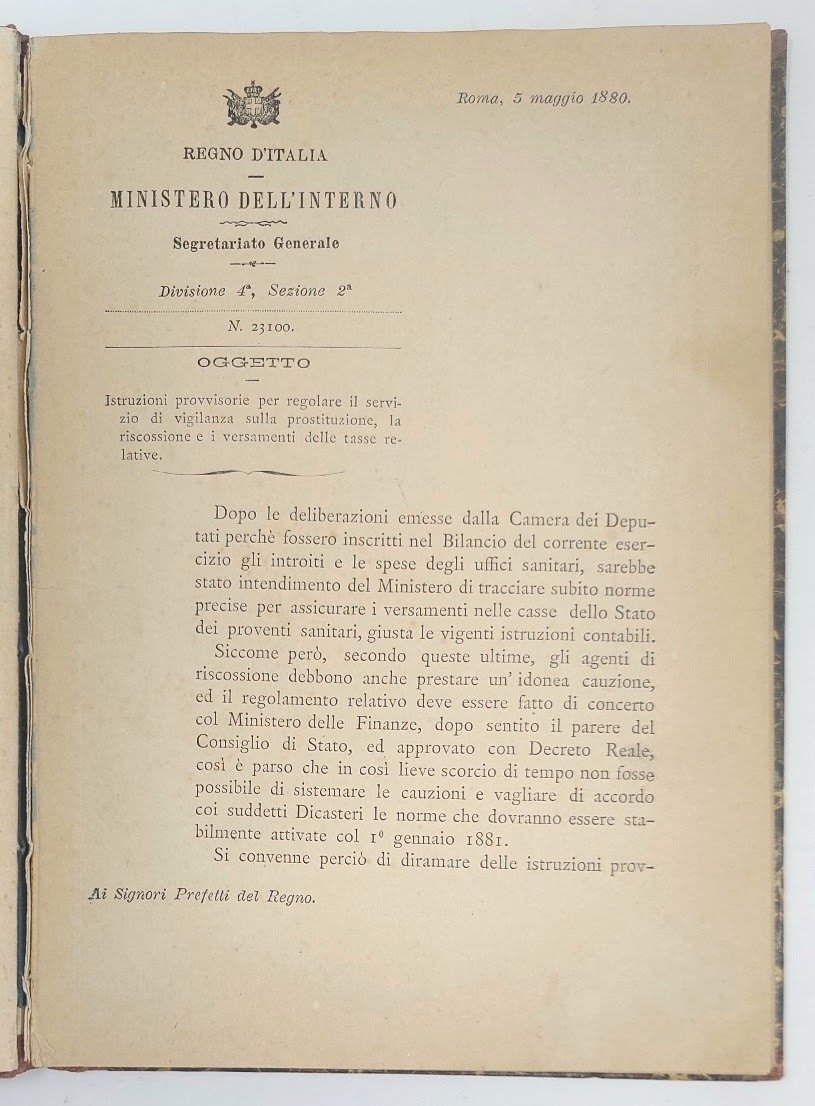 Roma, 5 maggio 1880.
REGNO D'ITALIA
MINISTERO DELL'INTERNO
Segretariato Generale
Divisione 4ª, Sezione 2ª
N. 23100.
OGGETTO
Istruzioni provvisorie per regolare il servi-
zio di vigilanza sulla prostituzione, la
riscossione e i versamenti delle tasse re-
lative.
Dopo le deliberazioni emesse dalla Camera dei Depu-
tati perchè fossero inscritti nel Bilancio del corrente eser-
cizio gli introiti e le spese degli uffici sanitari, sarebbe
stato intendimento del Ministero di tracciare subito norme
precise per assicurare i versamenti nelle casse dello Stato
dei proventi sanitari, giusta le vigenti istruzioni contabili.
Siccome però, secondo queste ultime, gli agenti di
riscossione debbono anche prestare un' idonea cauzione,
ed il regolamento relativo deve essere fatto di concerto
col Ministero delle Finanze, dopo sentito il parere del
Consiglio di Stato, ed approvato con Decreto Reale,
così è parso che in così lieve scorcio di tempo non fosse
possibile di sistemare le cauzioni e vagliare di accordo
coi suddetti Dicasteri le norme che dovranno essere sta-
bilmente attivate col 1º gennaio 1881.
Si convenne perciò di diramare delle istruzioni prov-
Ai Signori Prefetti del Regno.